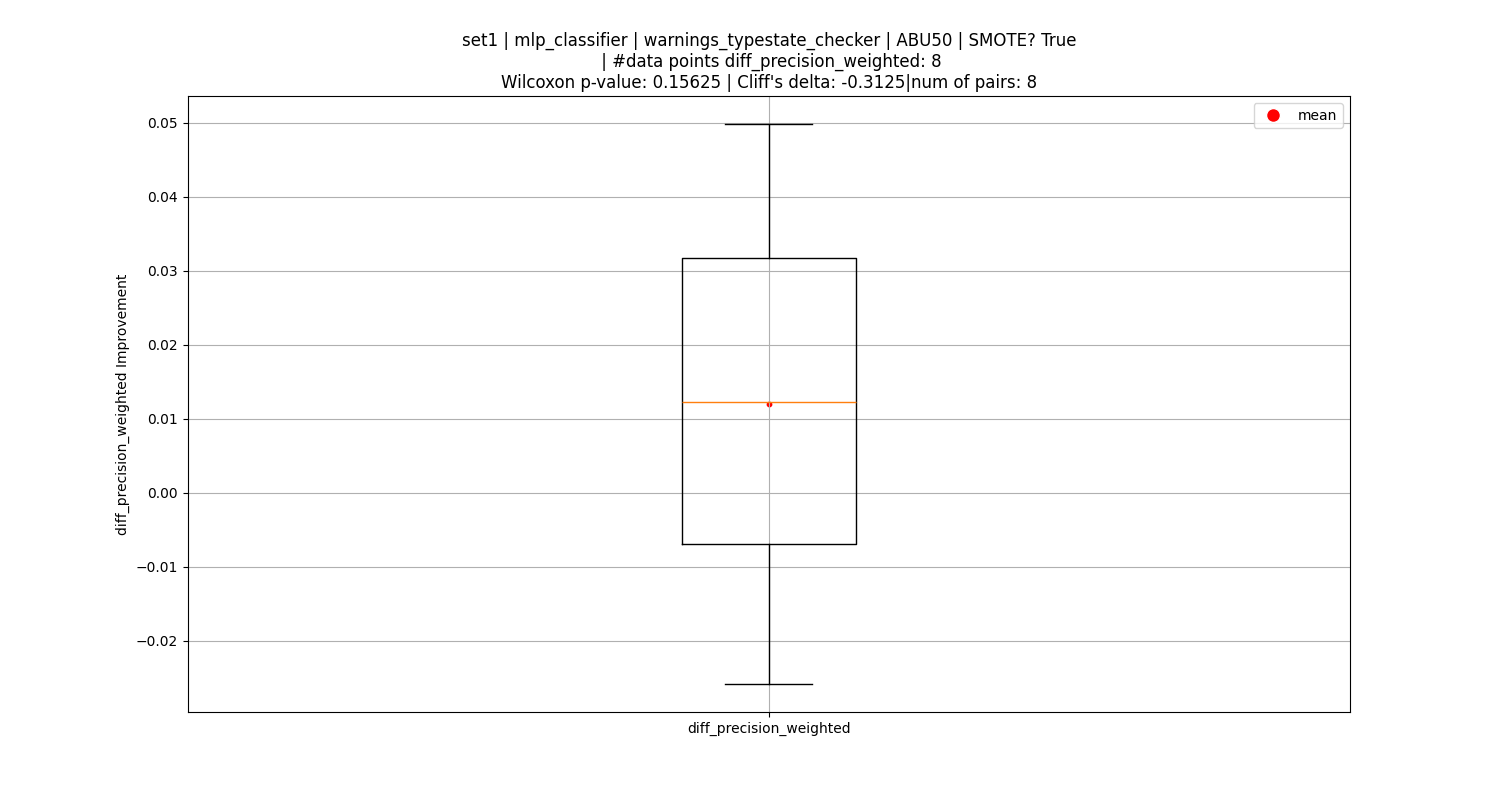 set1 | mlp_classifier | warnings_typestate_checker | ABU50 | SMOTE? True
| #data points diff_precision_weighted: 8
Wilcoxon p-value: 0.15625 | Cliff's delta: -0.3125|num of pairs: 8
mean
0.05
0.04
0.03
0.02
0.01
0.00
−0.01
−0.02
diff_precision_weighted Improvement
diff_precision_weighted